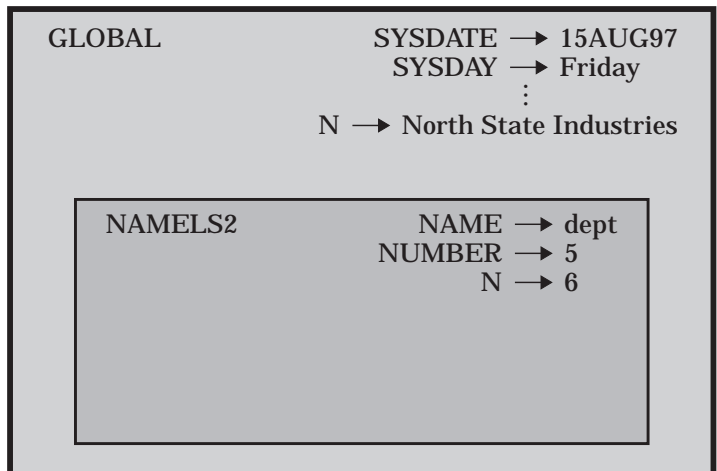 GLOBAL SYSDATE → 15AUG97
SYSDAY → Friday
⋮
N → North State Industries
NAMELS2 NAME → dept
NUMBER → 5
N → 6